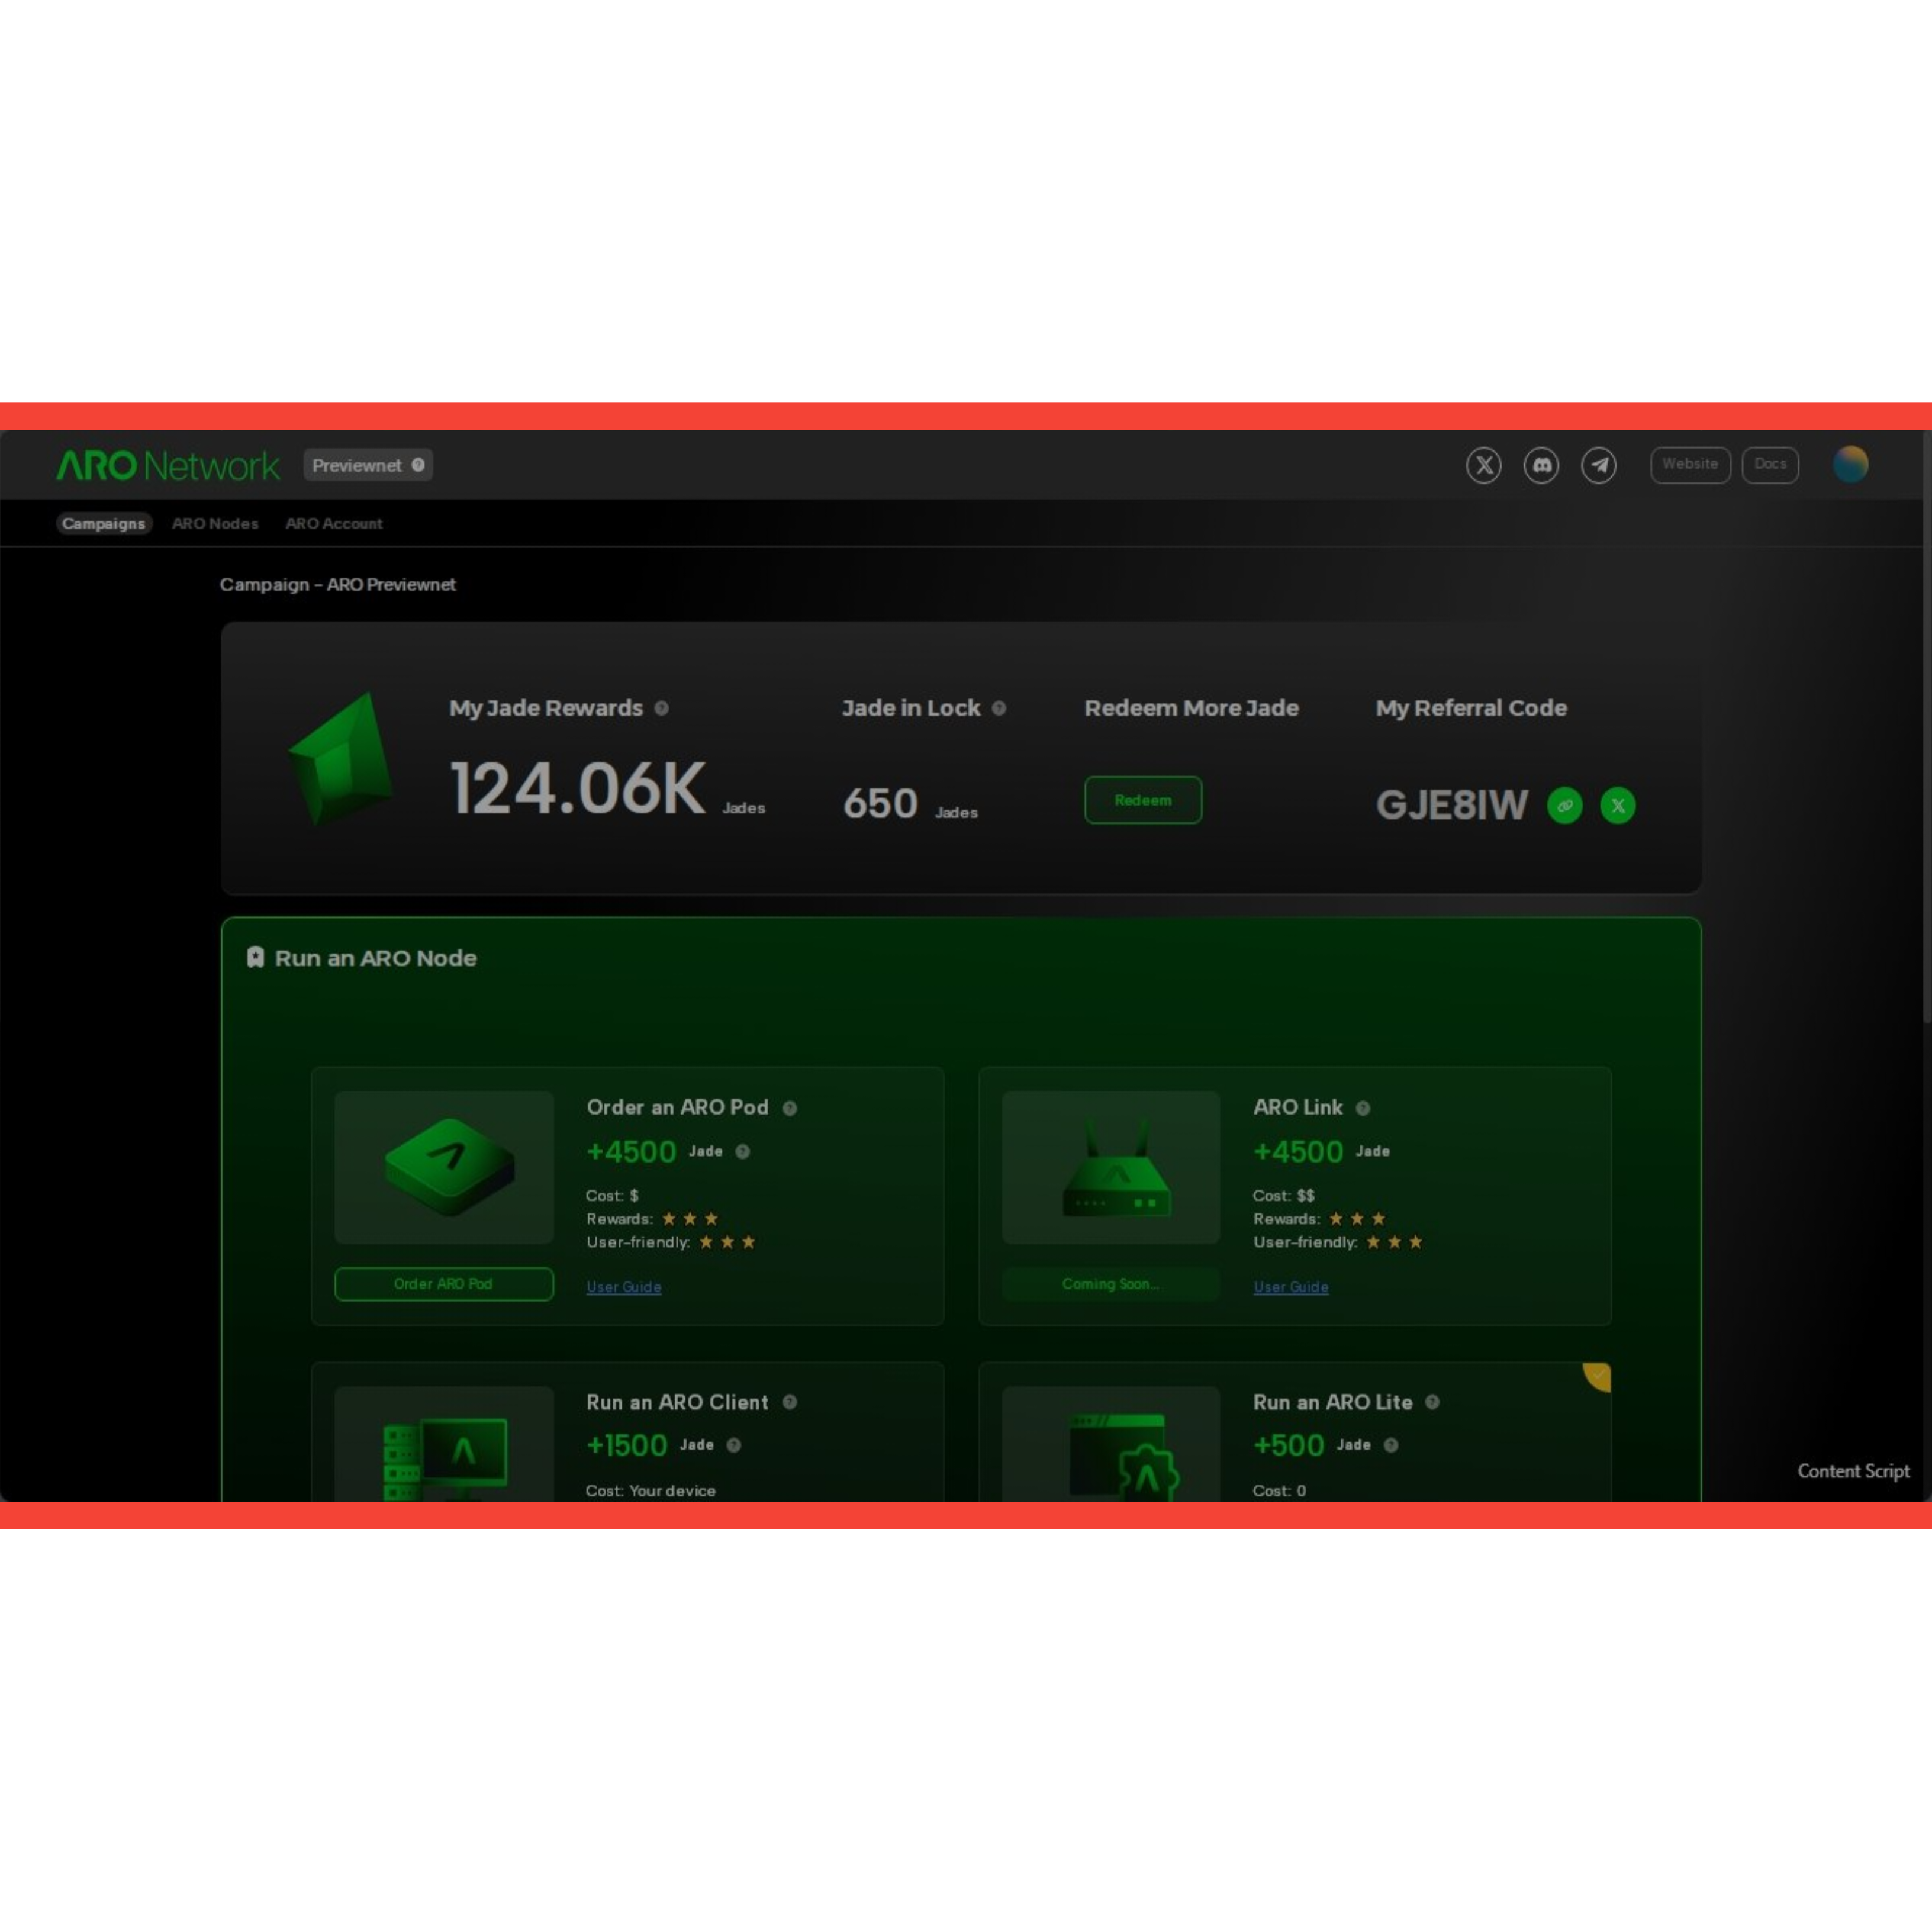 ARO Network Previewnet Website Docs
Campaigns ARO Nodes ARO Account
Campaign - ARO Previewnet
My Jade Rewards Jade in Lock Redeem More Jade My Referral Code
124.06K Jades 650 Jades Redeem GJE8IW
Run an ARO Node
Order an ARO Pod
+4500 Jade
Cost: $
Rewards:
User-friendly:
Order ARO Pod User Guide
ARO Link
+4500 Jade
Cost: $$
Rewards:
User-friendly:
Coming Soon... User Guide
Run an ARO Client
+1500 Jade
Cost: Your device
Run an ARO Lite
+500 Jade
Cost: 0
Content Script